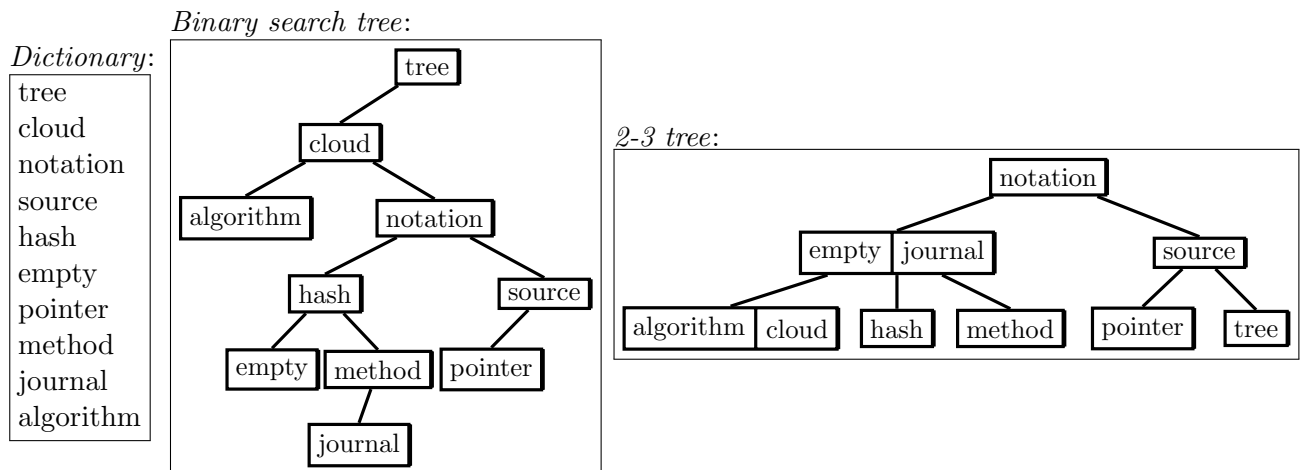 Dictionary:
tree
cloud
notation
source
hash
empty
pointer
method
journal
algorithm
Binary search tree:
tree
cloud
algorithm notation
hash source
empty method pointer
journal
2-3 tree:
notation
empty journal source
algorithm cloud hash method pointer tree